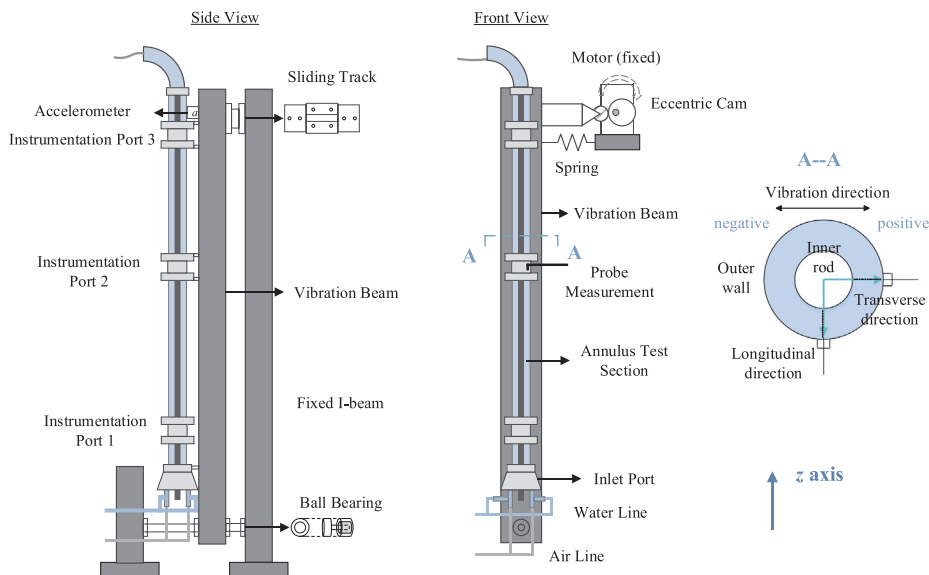 Side View
Front View
Motor (fixed)
Sliding Track
Eccentric Cam
Accelerometer
a
Instrumentation Port 3
Spring
A--A
Vibration direction
Vibration Beam
negative
positive
A
A
Inner
rod
Instrumentation
Port 2
Probe
Measurement
Outer
wall
Vibration Beam
Transverse
direction
Annulus Test
Section
Longitudinal
direction
Fixed I-beam
Instrumentation
Port 1
Inlet Port
z axis
Ball Bearing
Water Line
Air Line